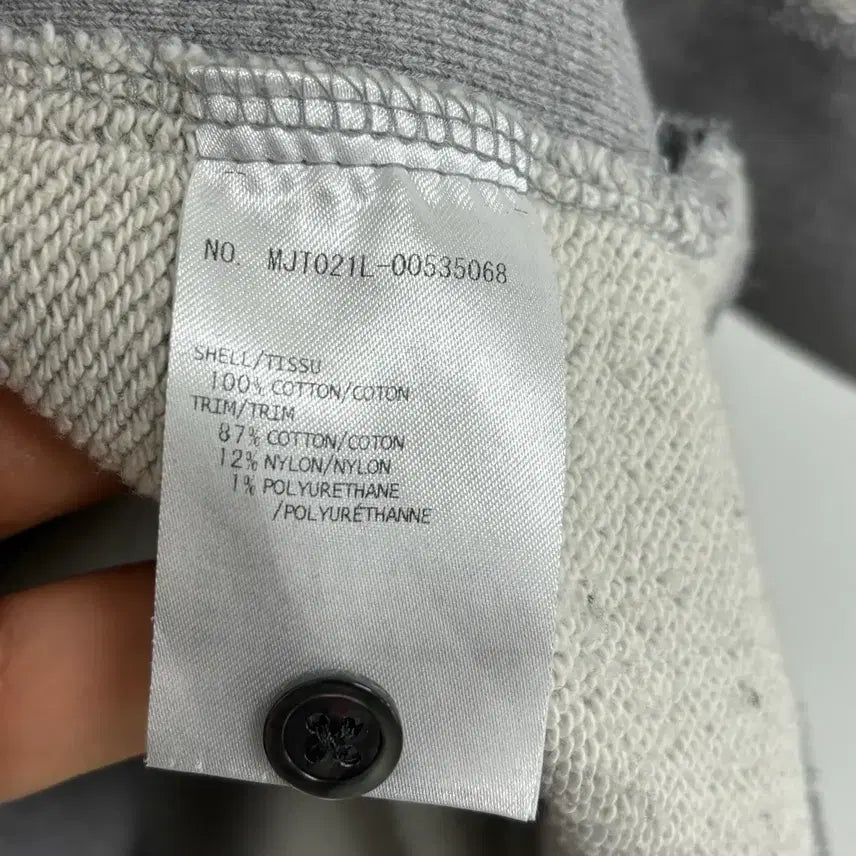 NO. MJT021L-00535068
SHELL/TISSU
100% COTTON/COTON
TRIM/TRIM
87% COTTON/COTON
12% NYLON/NYLON
1% POLYURETHANE
/POLYURÉTHANNE